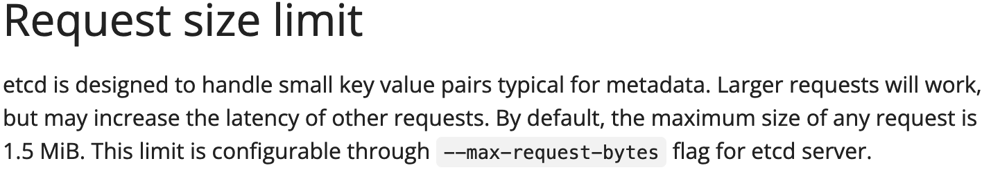 Request size limit
etcd is designed to handle small key value pairs typical for metadata. Larger requests will work,
but may increase the latency of other requests. By default, the maximum size of any request is
1.5 MiB. This limit is configurable through --max-request-bytes flag for etcd server.